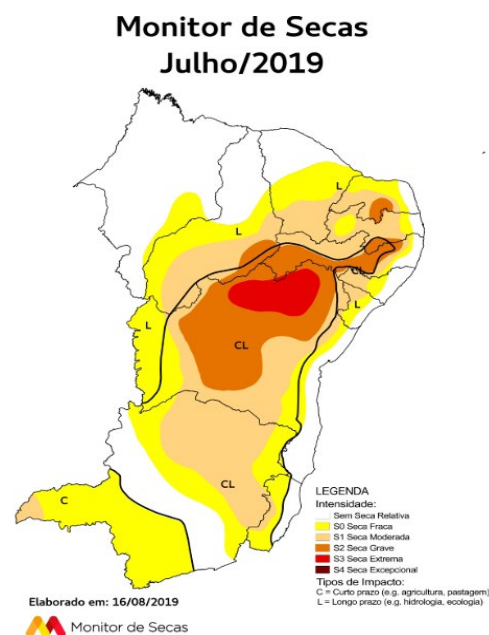 Monitor de Secas
Julho/2019
L
L
CL
L
L
CL
CL
C
LEGENDA
Intensidade:
Sem Seca Relativa
S0 Seca Fraca
S1 Seca Moderada
S2 Seca Grave
S3 Seca Extrema
S4 Seca Excepcional
Tipos de Impacto:
C = Curto prazo (e.g. agricultura, pastagem)
L = Longo prazo (e.g. hidrologia, ecologia)
Elaborado em: 16/08/2019
Monitor de Secas